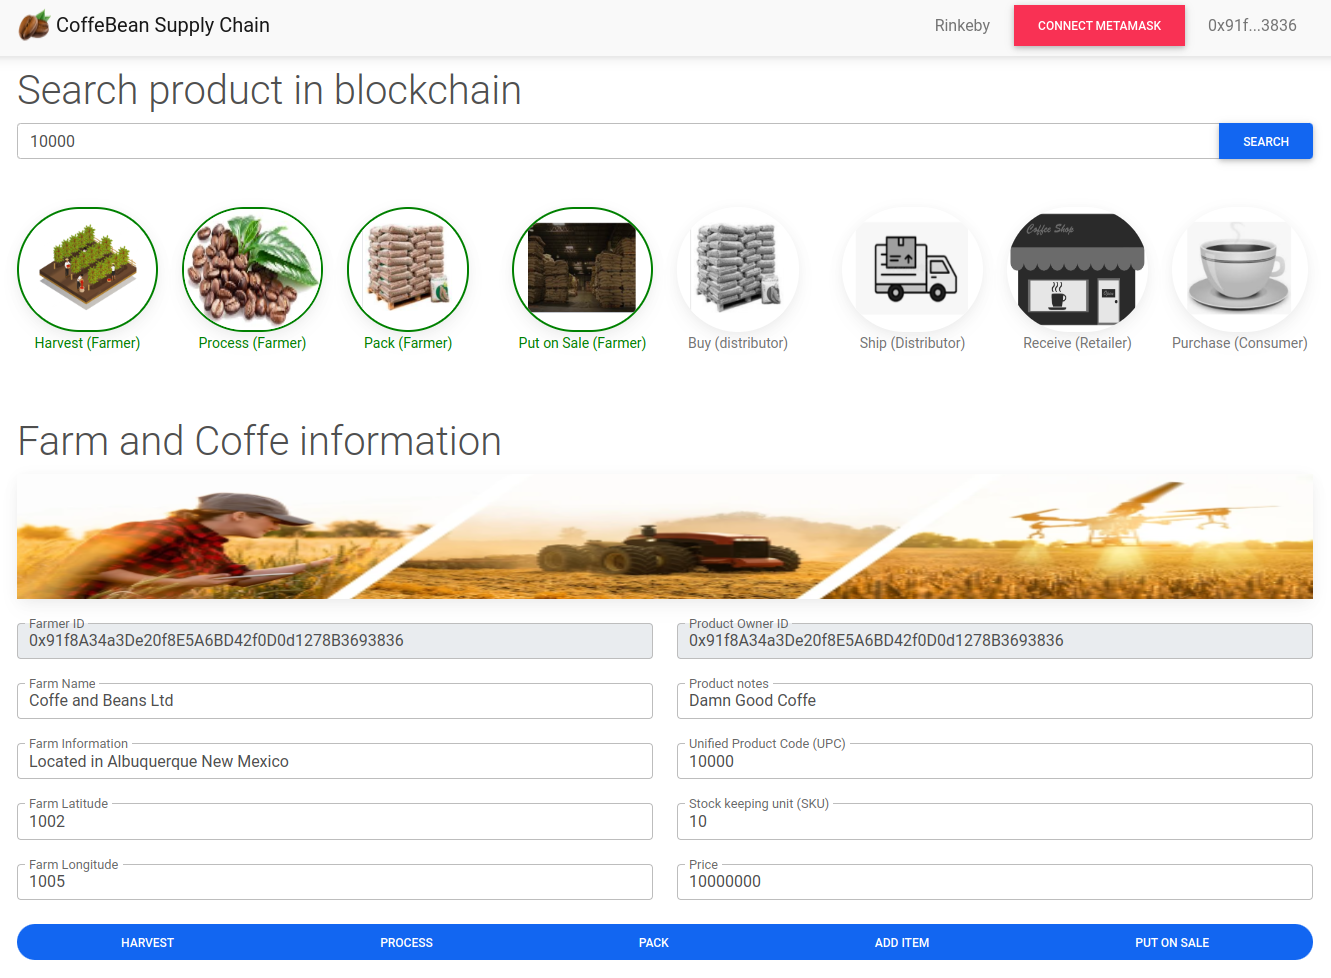 CoffeBean Supply Chain
Rinkeby
CONNECT METAMASK
0x91f...3836
Search product in blockchain
10000
SEARCH
Coffee Shop
Harvest (Farmer)
Process (Farmer)
Pack (Farmer)
Put on Sale (Farmer)
Buy (distributor)
Ship (Distributor)
Receive (Retailer)
Purchase (Consumer)
Farm and Coffe information
Farmer ID
0x91f8A34a3De20f8E5A6BD42f0D0d1278B3693836
Product Owner ID
0x91f8A34a3De20f8E5A6BD42f0D0d1278B3693836
Farm Name
Coffe and Beans Ltd
Product notes
Damn Good Coffe
Farm Information
Located in Albuquerque New Mexico
Unified Product Code (UPC)
10000
Farm Latitude
1002
Stock keeping unit (SKU)
10
Farm Longitude
1005
Price
10000000
HARVEST
PROCESS
PACK
ADD ITEM
PUT ON SALE